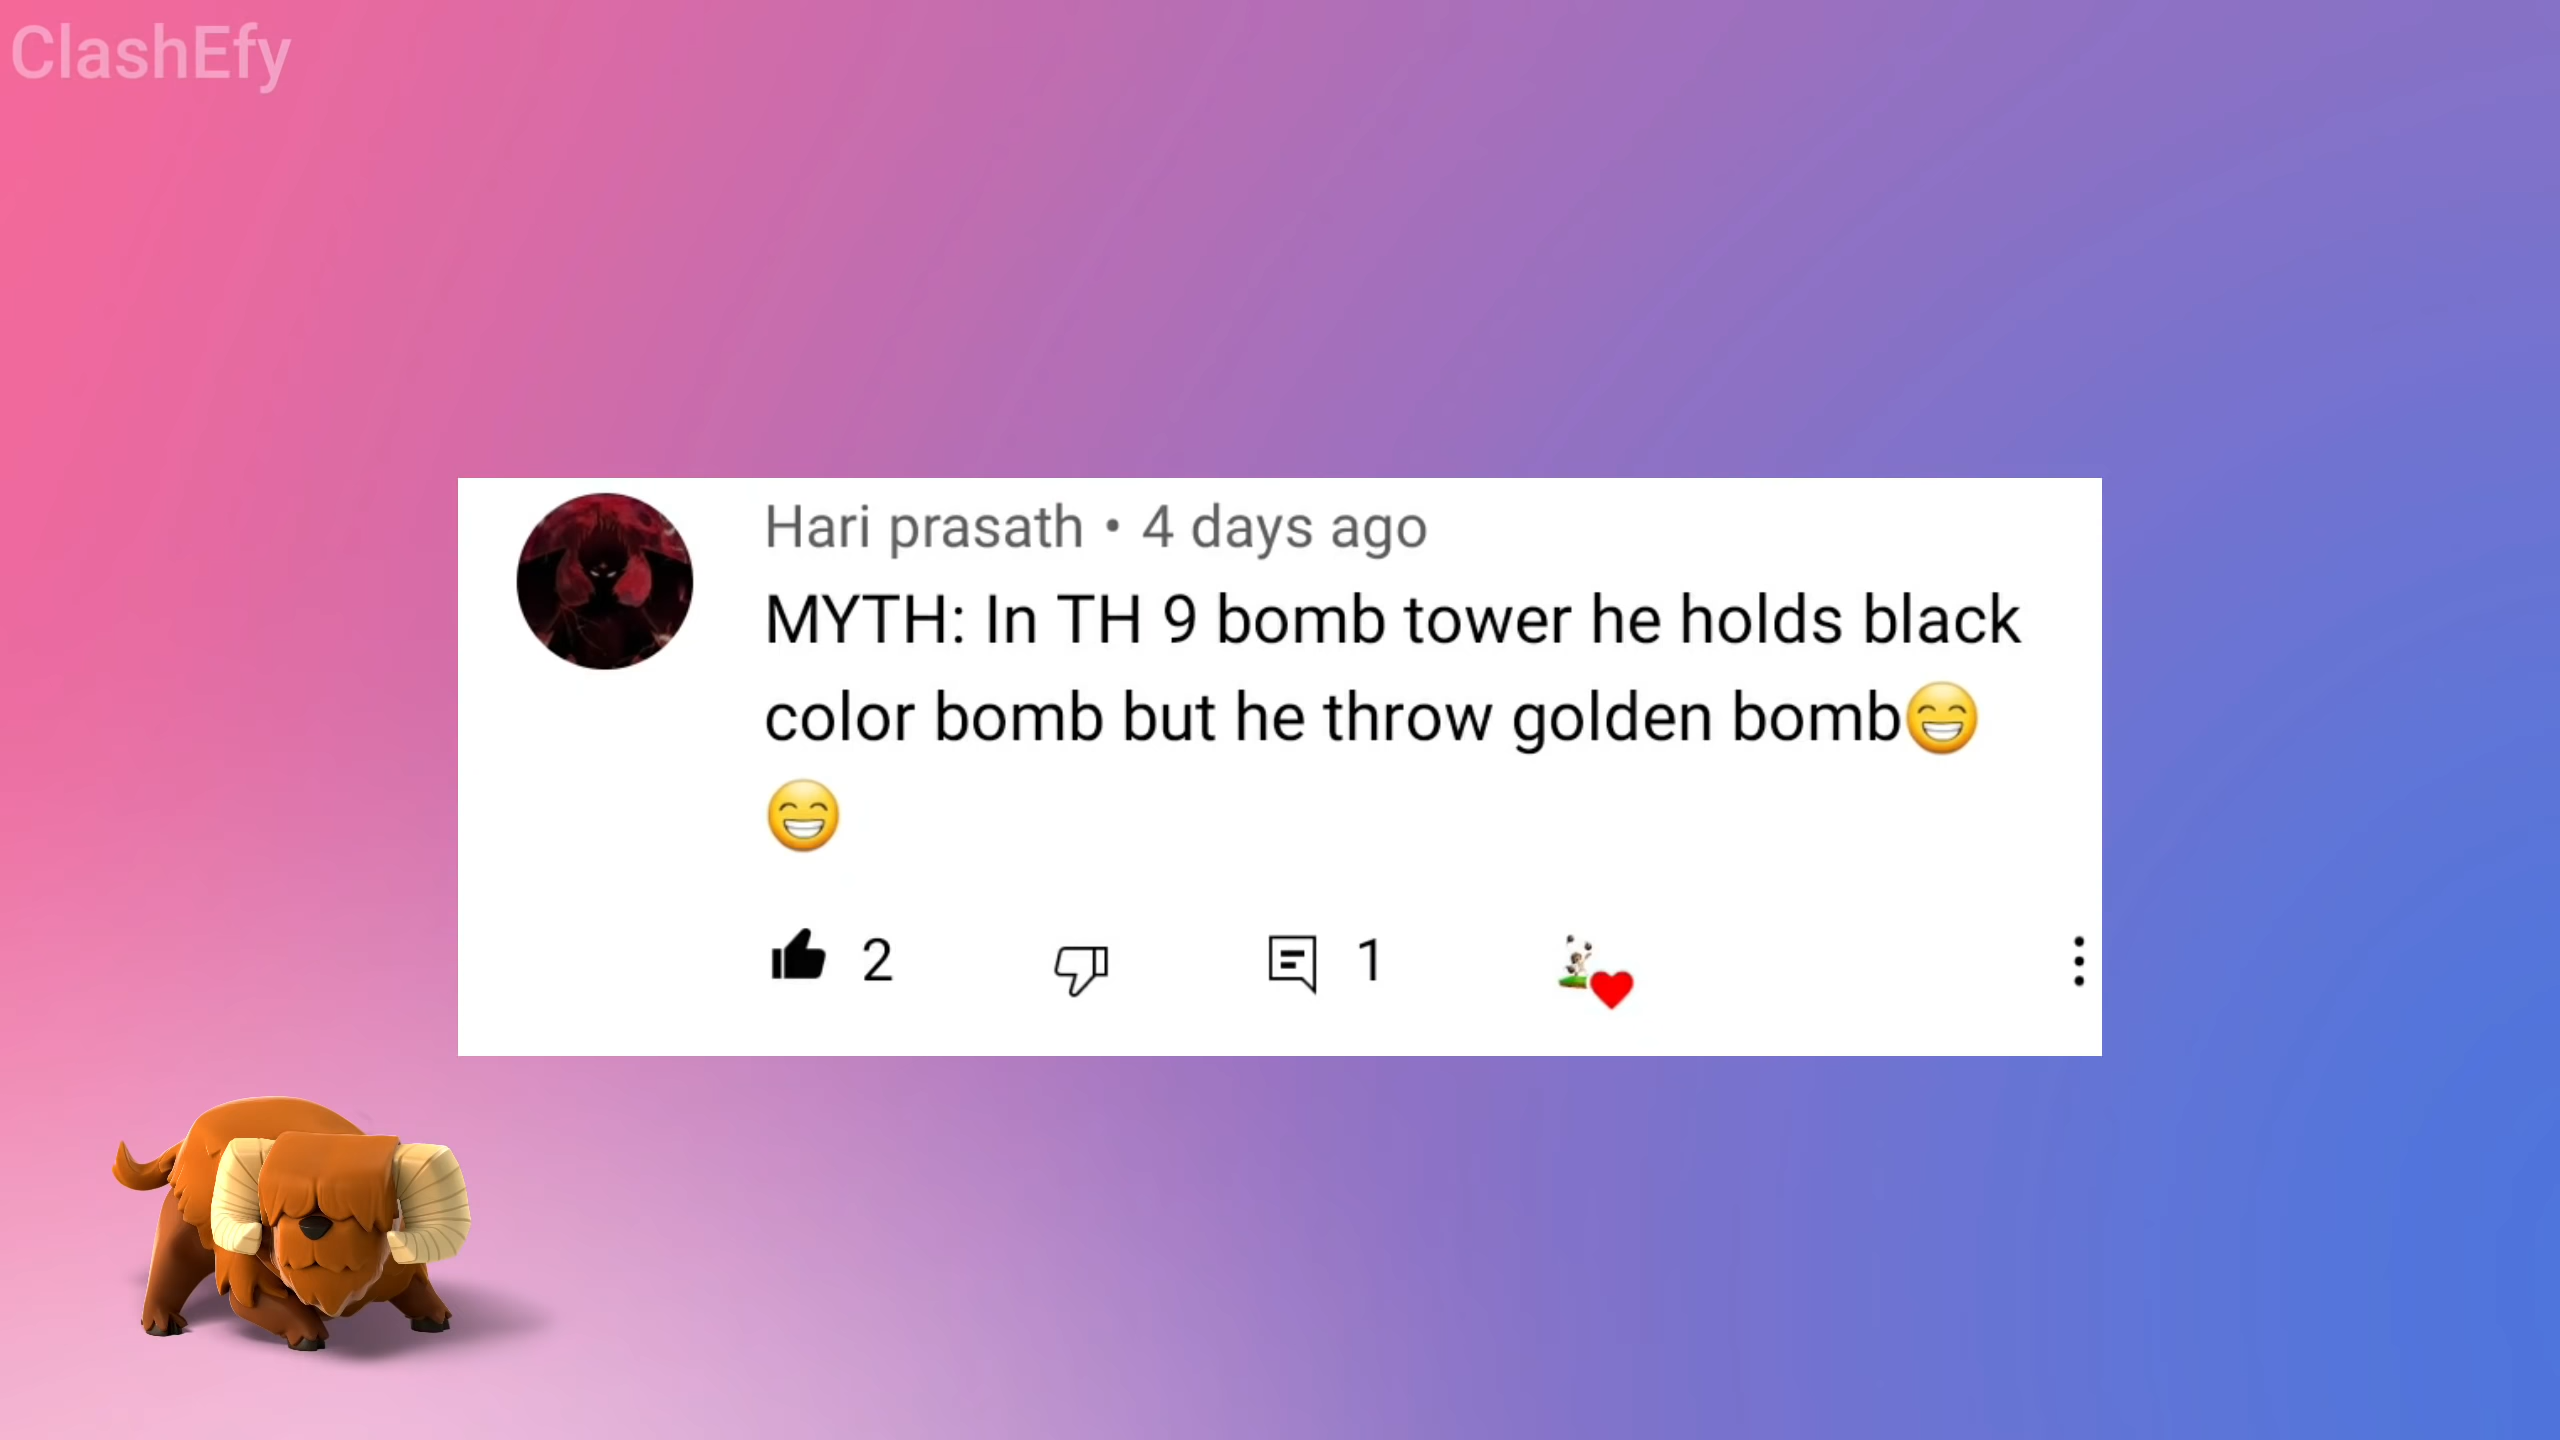 ClashEfy
Hari prasath • 4 days ago
MYTH: In TH 9 bomb tower he holds black
color bomb but he throw golden bomb😁
😁
2 1